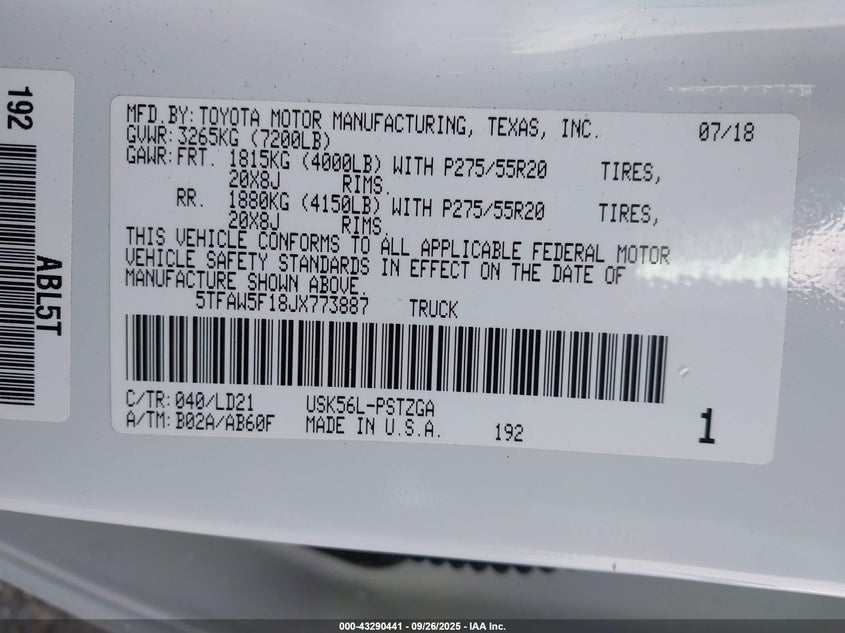 192
ABL5T
MFD.BY: TOYOTA MOTOR MANUFACTURING, TEXAS, INC. 07/18
GVWR: 3265KG (7200LB)
GAWR: FRT. 1815KG (4000LB) WITH P275/55R20 TIRES,
20X8J RIMS.
RR. 1880KG (4150LB) WITH P275/55R20 TIRES,
20X8J RIMS.
THIS VEHICLE CONFORMS TO ALL APPLICABLE FEDERAL MOTOR
VEHICLE SAFETY STANDARDS IN EFFECT ON THE DATE OF
MANUFACTURE SHOWN ABOVE.
5TFAW5F18JX773887 TRUCK
C/TR: 040/LD21 USK56L-PSTZGA
A/TM: B02A/AB60F MADE IN U.S.A. 192 1
000-43290441 - 09/26/2025 - IAA Inc.